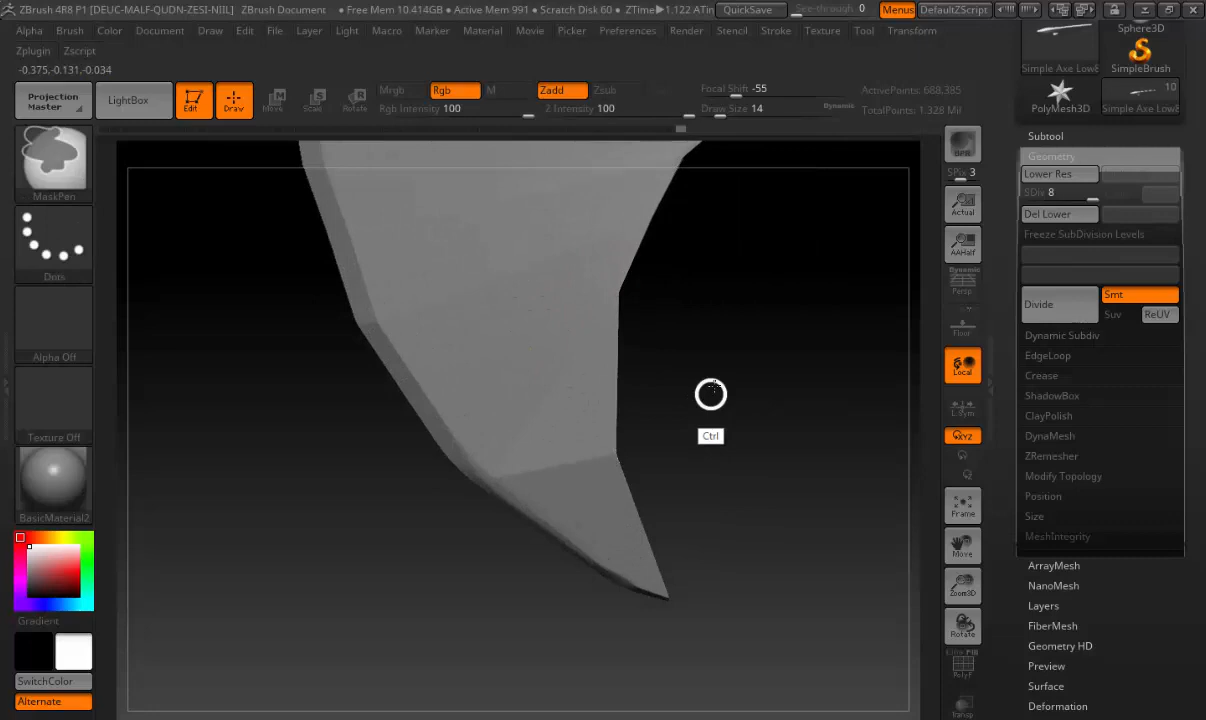 ZBrush 4R8 P1 [DEUC-MALF-QUDN-ZESI-NIIL] ZBrush Document ● Free Mem 10.414GB ● Active Mem 991 ● Scratch Disk 60 ● ZTime▶1.122 ATin QuickSave See-through 0 Menus DefaultZScript
Alpha Brush Color Document Draw Edit File Layer Light Macro Marker Material Movie Picker Preferences Render Stencil Stroke Texture Tool Transform
Zplugin Zscript
-0.375,-0.131,-0.034
Projection Master
LightBox
Edit
Draw
Move
Scale
Rotate
Mrgb Rgb M
Rgb Intensity 100
Zadd Zsub
Z Intensity 100
Focal Shift -55
Draw Size 14
Dynamic
ActivePoints: 688,385
TotalPoints: 1.328 Mil
MaskPen
Dots
Alpha Off
Texture Off
BasicMaterial2
Gradient
SwitchColor
Alternate
Ctrl
BPR
SPix 3
Actual
AAHalf
Dynamic
Persp
Floor
Local
L.Sym
XYZ
Frame
Move
Zoom3D
Rotate
Line Fill
PolyF
Transp
Sphere3D
Simple Axe Low8
SimpleBrush
10
PolyMesh3D
Simple Axe Low8
Subtool
Geometry
Lower Res
SDiv 8
Del Lower
Freeze SubDivision Levels
Divide
Smt
Suv
ReUV
Dynamic Subdiv
EdgeLoop
Crease
ShadowBox
ClayPolish
DynaMesh
ZRemesher
Modify Topology
Position
Size
MeshIntegrity
ArrayMesh
NanoMesh
Layers
FiberMesh
Geometry HD
Preview
Surface
Deformation